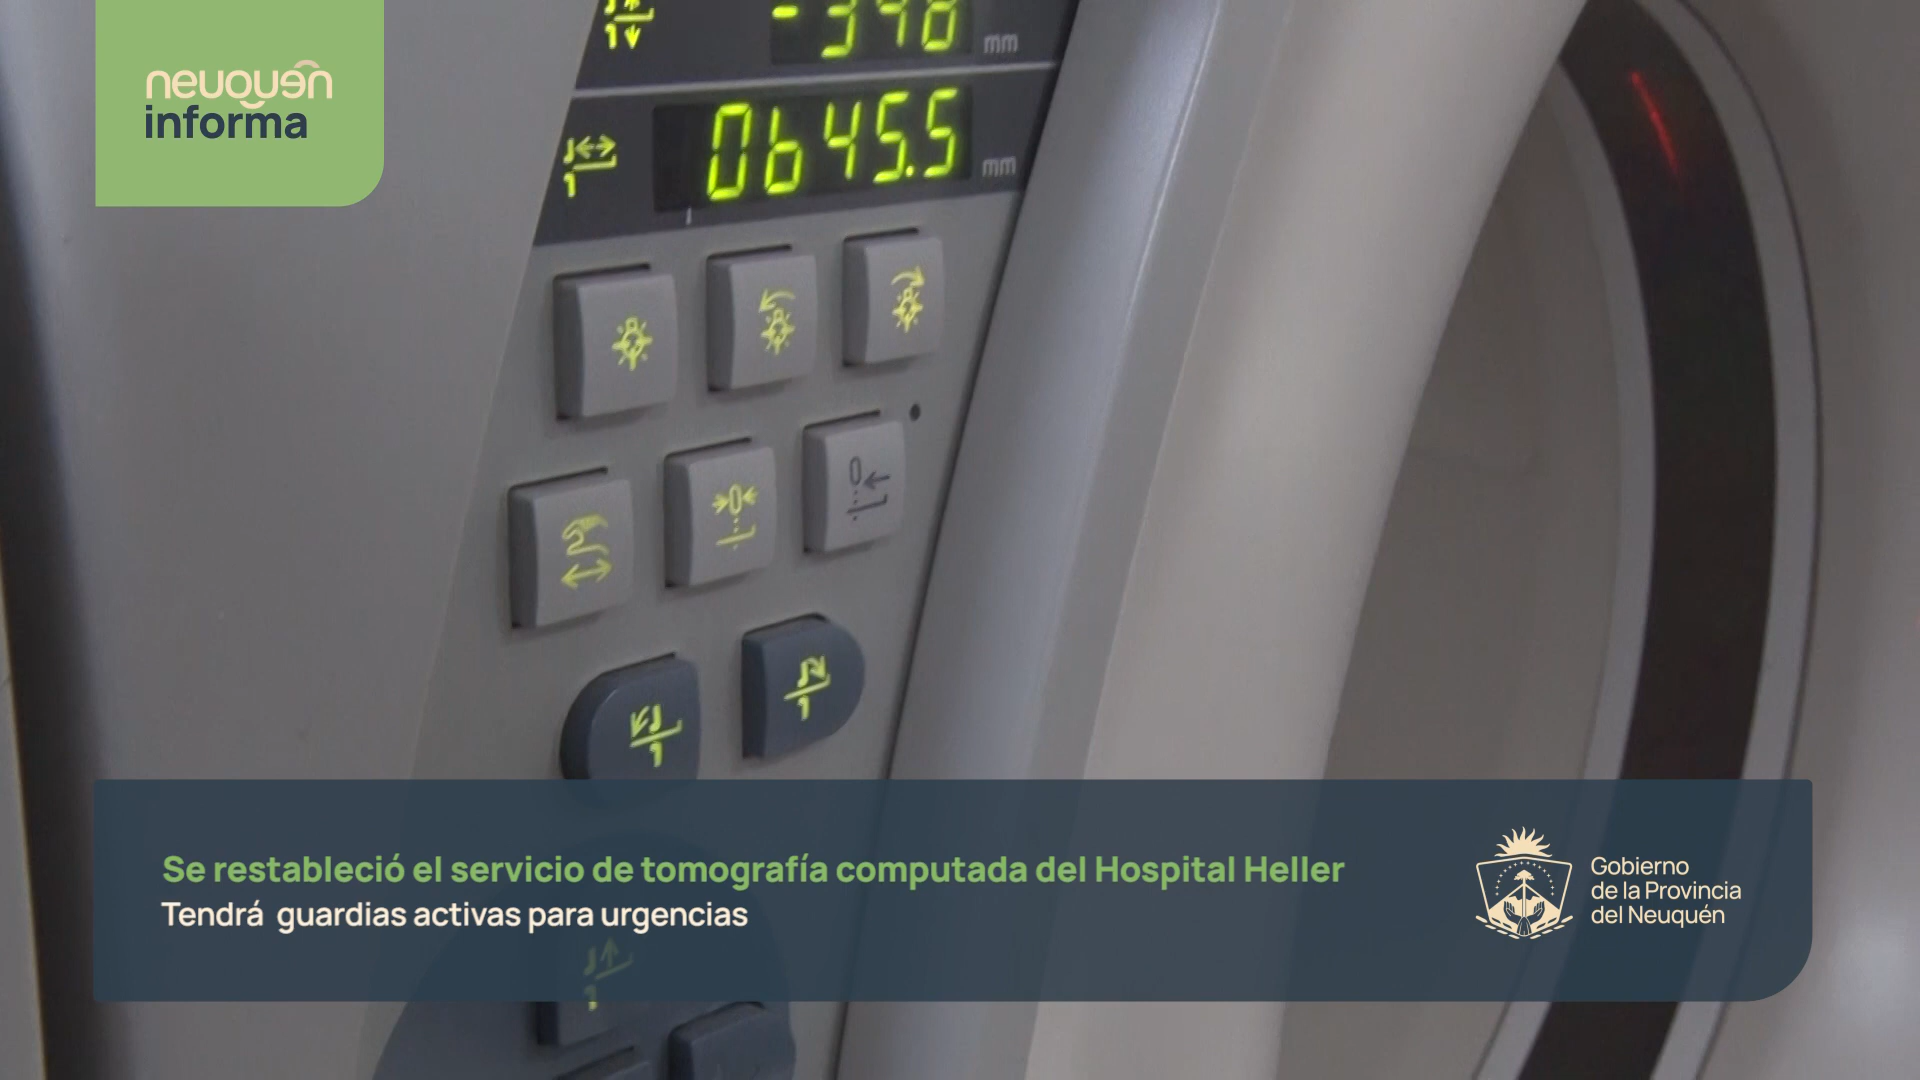 neuquén
informa
mm
0645.5
mm
Se restableció el servicio de tomografía computada del Hospital Heller
Tendrá guardias activas para urgencias
Gobierno
de la Provincia
del Neuquén